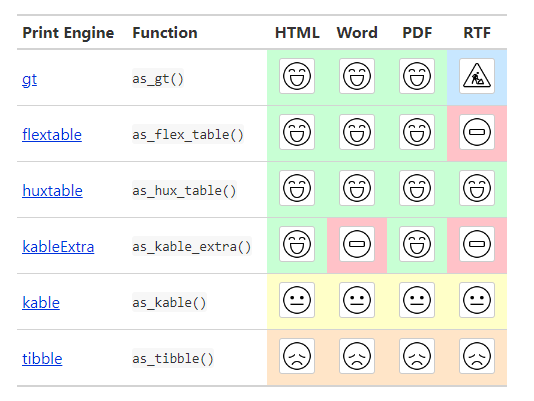 Print Engine Function HTML Word PDF RTF
gt as_gt()
flextable as_flex_table()
huxtable as_hux_table()
kableExtra as_kable_extra()
kable as_kable()
tibble as_tibble()